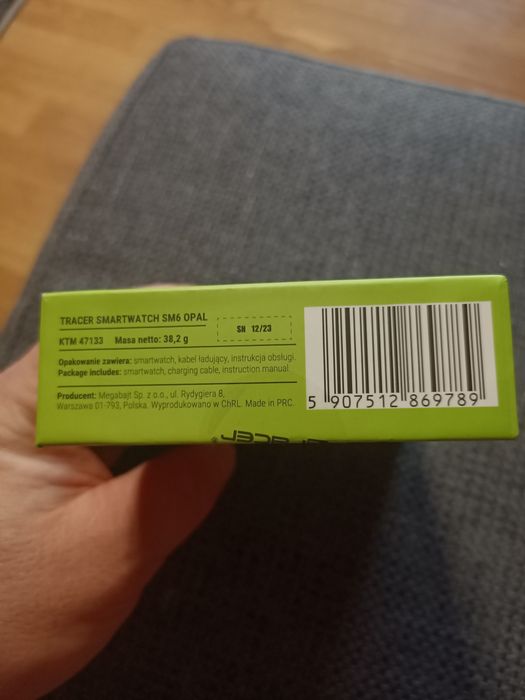 TRACER SMARTWATCH SM6 OPAL
KTM 47133 Masa netto: 38,2 g
SN 12/23
Opakowanie zawiera: smartwatch, kabel ładujący, instrukcja obsługi.
Package includes: smartwatch, charging cable, instruction manual.
Producent: Megabajt Sp. z o.o., ul. Rydygiera 8,
Warszawa 01-793, Polska. Wyprodukowano w ChRL. Made in PRC.
5 907512 869789
TRACER®